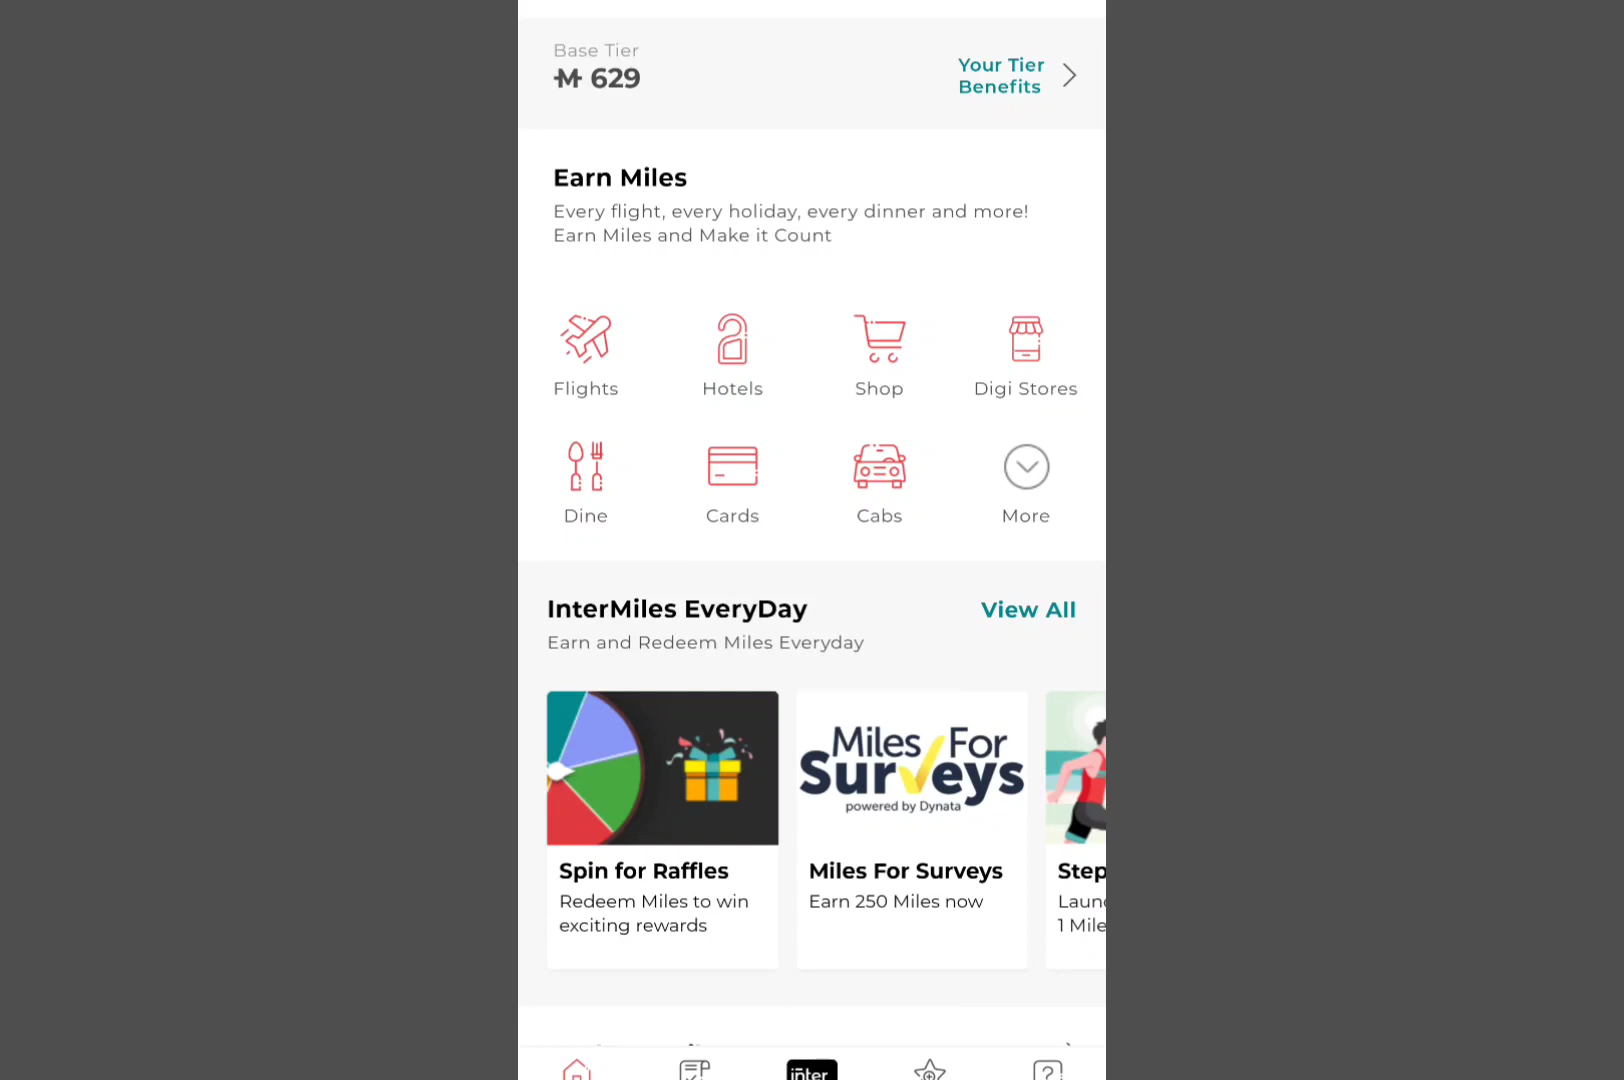 Base Tier
M 629
Your Tier
Benefits
Earn Miles
Every flight, every holiday, every dinner and more!
Earn Miles and Make it Count
Flights
Hotels
Shop
Digi Stores
Dine
Cards
Cabs
More
InterMiles EveryDay
View All
Earn and Redeem Miles Everyday
Miles For
Surveys
powered by Dynata
Spin for Raffles
Redeem Miles to win
exciting rewards
Miles For Surveys
Earn 250 Miles now
Step
1 Mile
inter